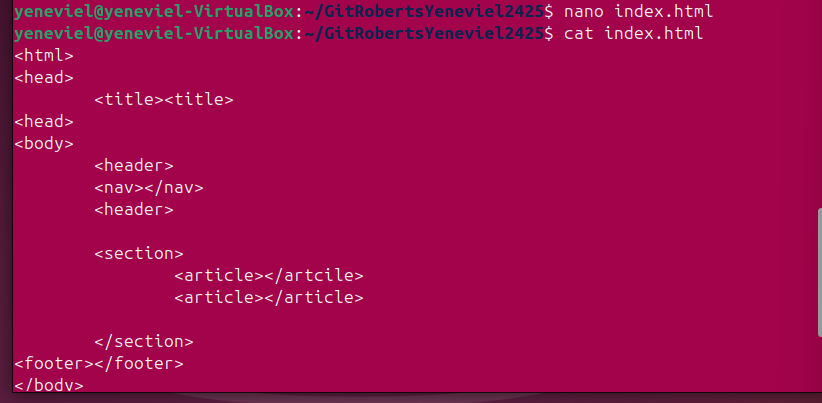 yeneviel@yeneviel-VirtualBox:~/GitRobertsYeneviel2425$ nano index.html
yeneviel@yeneviel-VirtualBox:~/GitRobertsYeneviel2425$ cat index.html
<html>
<head>
        <title><title>
<head>
<body>
        <header>
        <nav></nav>
        <header>

        <section>
                <article></artcile>
                <article></article>

        </section>
<footer></footer>
</body>